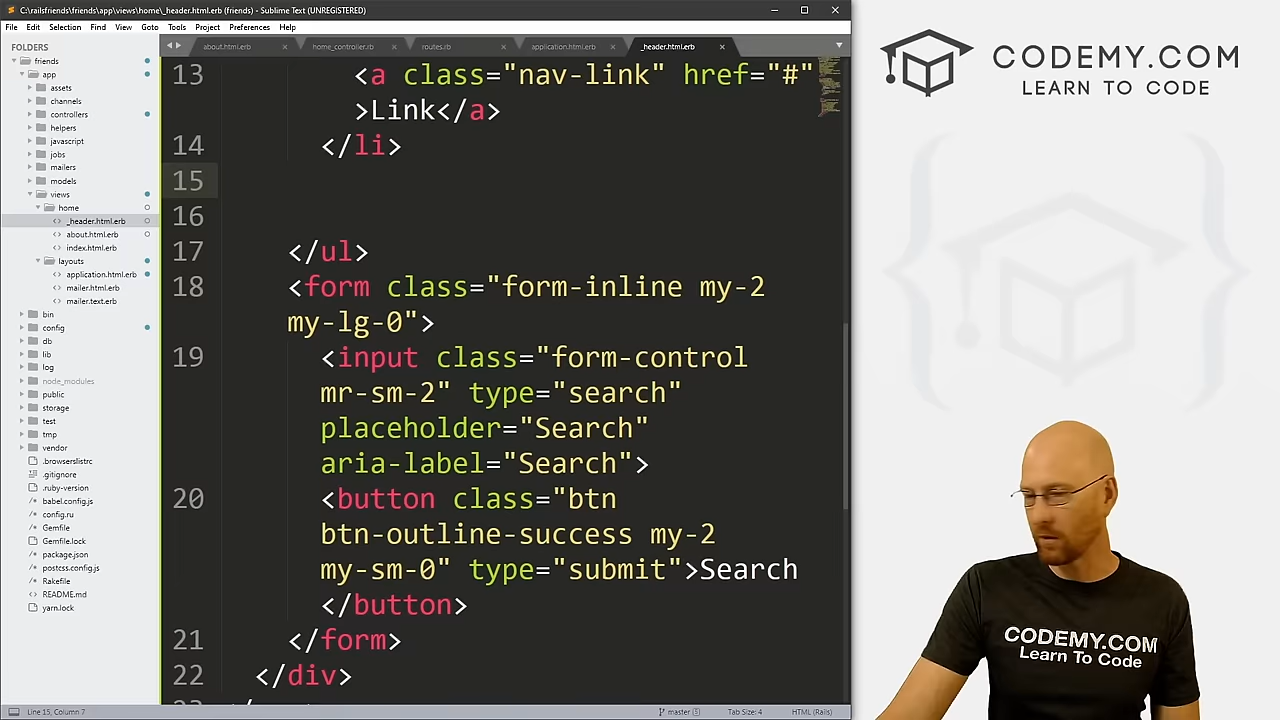 C:\railsfriends\friends\app\views\home\_header.html.erb (friends) - Sublime Text (UNREGISTERED)
File Edit Selection Find View Goto Tools Project Preferences Help
FOLDERS
friends
app
assets
channels
controllers
helpers
javascript
jobs
mailers
models
views
home
_header.html.erb
about.html.erb
index.html.erb
layouts
application.html.erb
mailer.html.erb
mailer.text.erb
bin
config
db
lib
log
node_modules
public
storage
test
tmp
vendor
.browserslistrc
.gitignore
.ruby-version
babel.config.js
config.ru
Gemfile
Gemfile.lock
package.json
postcss.config.js
Rakefile
README.md
yarn.lock
about.html.erb home_controller.rb routes.rb application.html.erb _header.html.erb
13 <a class="nav-link" href="#"
>Link</a>
14 </li>
15
16
17 </ul>
18 <form class="form-inline my-2
my-lg-0">
19 <input class="form-control
mr-sm-2" type="search"
placeholder="Search"
aria-label="Search">
20 <button class="btn
btn-outline-success my-2
my-sm-0" type="submit">Search
</button>
21 </form>
22 </div>
Line 15, Column 7 master Tab Size: 4 HTML (Rails)
CODEMY.COM
LEARN TO CODE
CODEMY.COM
Learn To Code